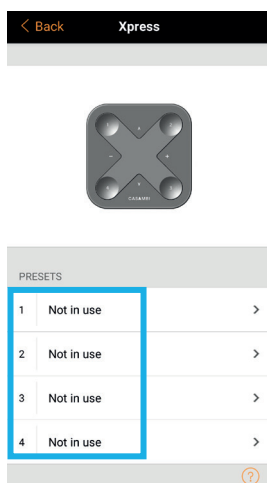 Back Xpress
CASAMBI
PRESETS
1 Not in use
2 Not in use
3 Not in use
4 Not in use
?